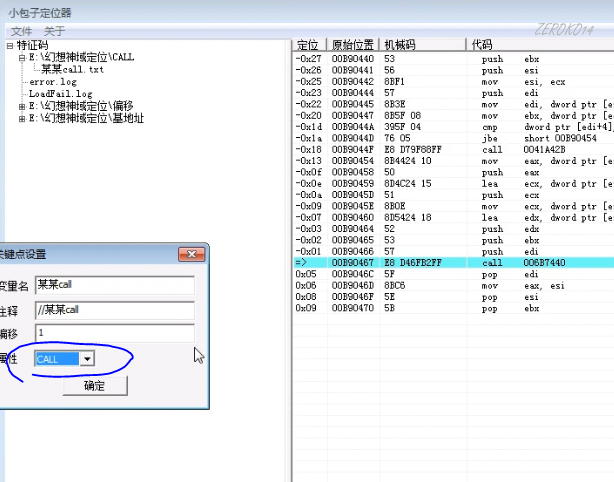 小包子定位器
ZEROKO14
文件 关于
特征码
E:\幻想神域定位\CALL
某某call.txt
error.log
LoadFail.log
E:\幻想神域定位\偏移
E:\幻想神域定位\基地址
定位 原始位置 机械码 代码
-0x27 00B90440 53 push ebx
-0x26 00B90441 56 push esi
-0x25 00B90442 8BF1 mov esi, ecx
-0x23 00B90444 57 push edi
-0x22 00B90445 8B3E mov edi, dword ptr [e
-0x20 00B90447 8B5F 08 mov ebx, dword ptr [e
-0x1d 00B9044A 395F 04 cmp dword ptr [edi+4],
-0x1a 00B9044D 76 05 jbe short 00B90454
-0x18 00B9044F E8 D79F88FF call 0041A42B
-0x13 00B90454 8B4424 10 mov eax, dword ptr [e
-0x0f 00B90458 50 push eax
-0x0e 00B90459 8D4C24 15 lea ecx, dword ptr [e
-0x0a 00B9045D 51 push ecx
-0x09 00B9045E 8B0E mov ecx, dword ptr [e
-0x07 00B90460 8D5424 18 lea edx, dword ptr [e
-0x03 00B90464 52 push edx
-0x02 00B90465 53 push ebx
-0x01 00B90466 57 push edi
=> 00B90467 E8 D46FB2FF call 006B7440
0x05 00B9046C 5F pop edi
0x06 00B9046D 8BC6 mov eax, esi
0x08 00B9046F 5E pop esi
0x09 00B90470 5B pop ebx
关键点设置
变量名 某某call
注释 //某某call
偏移 1
属性 CALL
确定